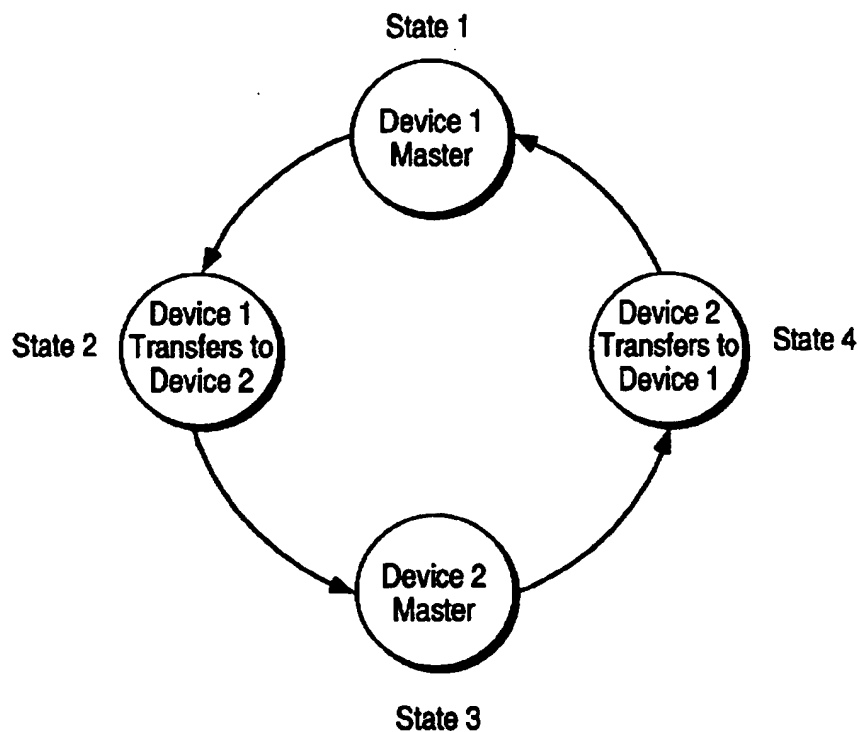 State 1
Device 1
Master
State 2
Device 1
Transfers to
Device 2
Device 2
Transfers to
Device 1
State 4
Device 2
Master
State 3